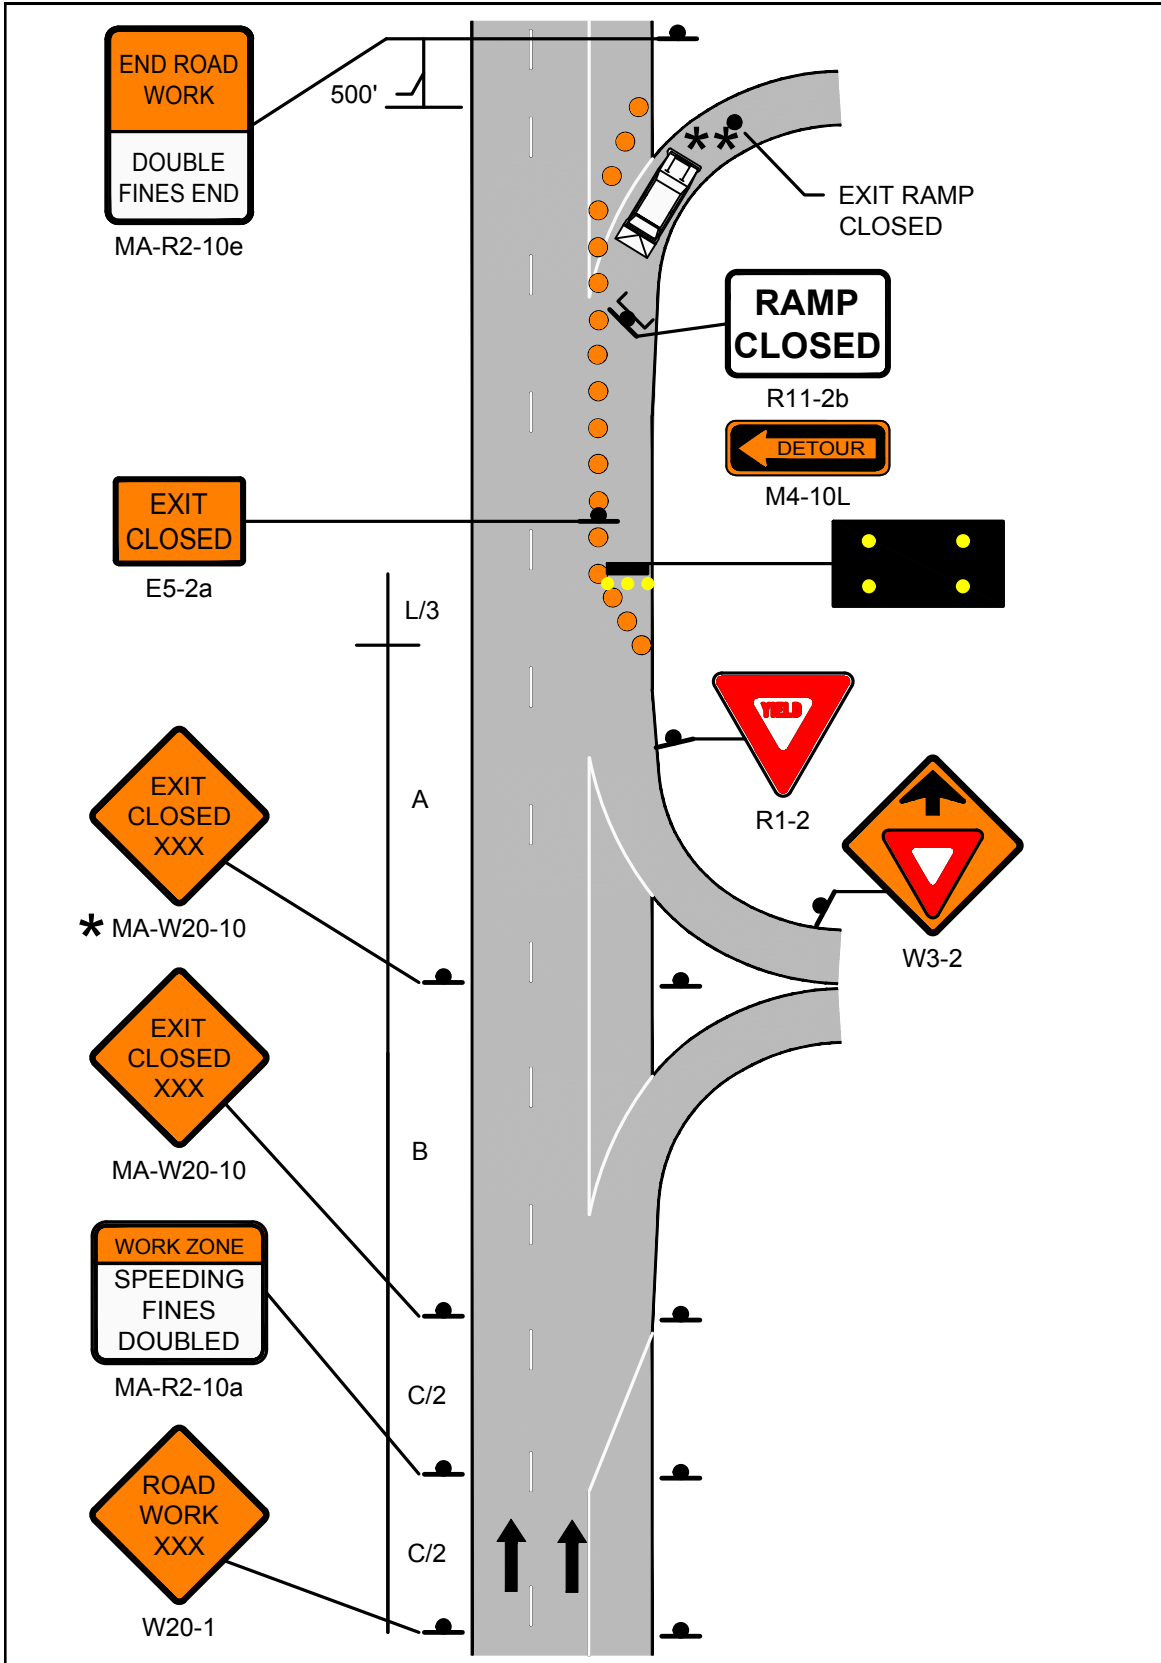 END ROAD
WORK
DOUBLE
FINES END
MA-R2-10e
500'
**
EXIT RAMP
CLOSED
RAMP
CLOSED
R11-2b
DETOUR
M4-10L
EXIT
CLOSED
E5-2a
L/3
YIELD
R1-2
A
EXIT
CLOSED
XXX
* MA-W20-10
W3-2
EXIT
CLOSED
XXX
MA-W20-10
B
WORK ZONE
SPEEDING
FINES
DOUBLED
MA-R2-10a
C/2
ROAD
WORK
XXX
W20-1
C/2